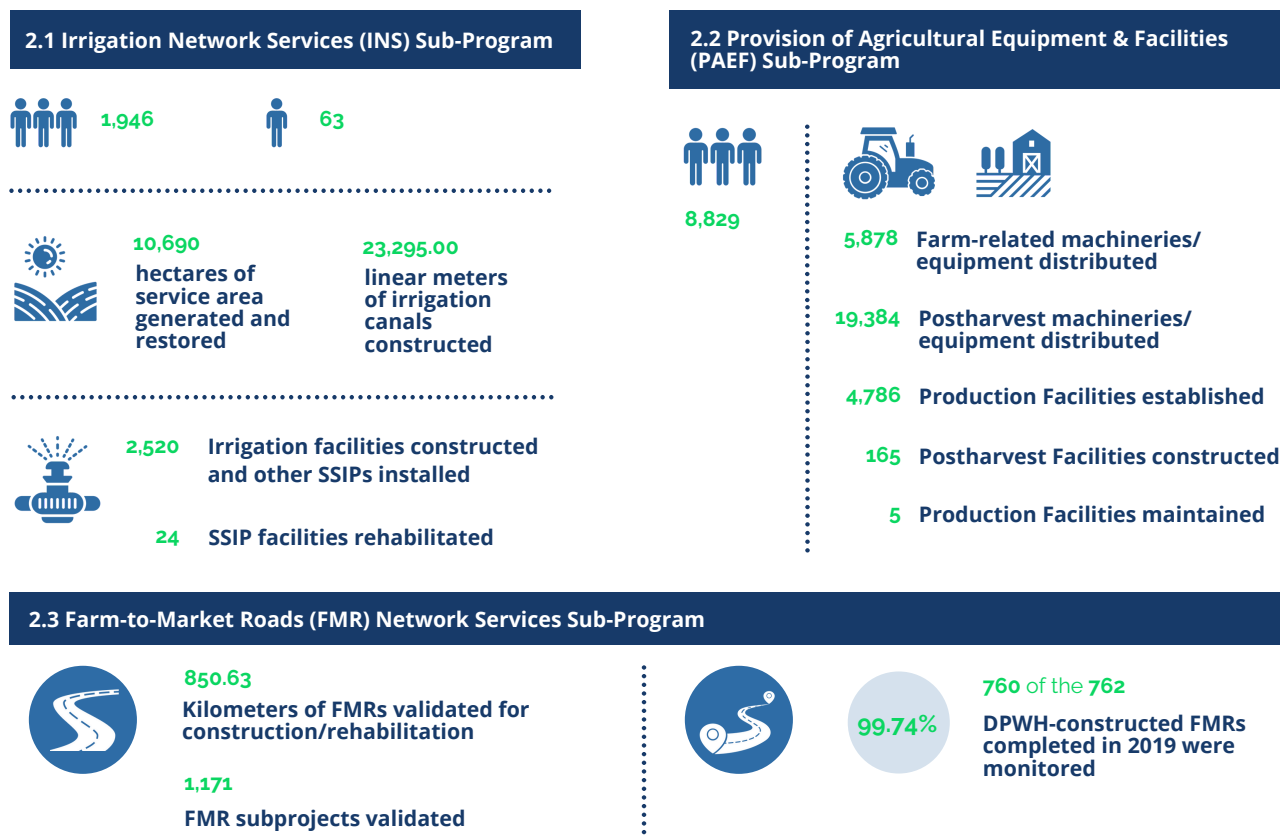 2.1 Irrigation Network Services (INS) Sub-Program
1,946
63
10,690
hectares of
service area
generated and
restored
23,295.00
linear meters
of irrigation
canals
constructed
2,520
Irrigation facilities constructed
and other SSIPs installed
24
SSIP facilities rehabilitated
2.2 Provision of Agricultural Equipment & Facilities
(PAEF) Sub-Program
8,829
5,878
Farm-related machineries/
equipment distributed
19,384
Postharvest machineries/
equipment distributed
4,786
Production Facilities established
165
Postharvest Facilities constructed
5
Production Facilities maintained
2.3 Farm-to-Market Roads (FMR) Network Services Sub-Program
850.63
Kilometers of FMRs validated for
construction/rehabilitation
1,171
FMR subprojects validated
99.74%
760 of the 762
DPWH-constructed FMRs
completed in 2019 were
monitored